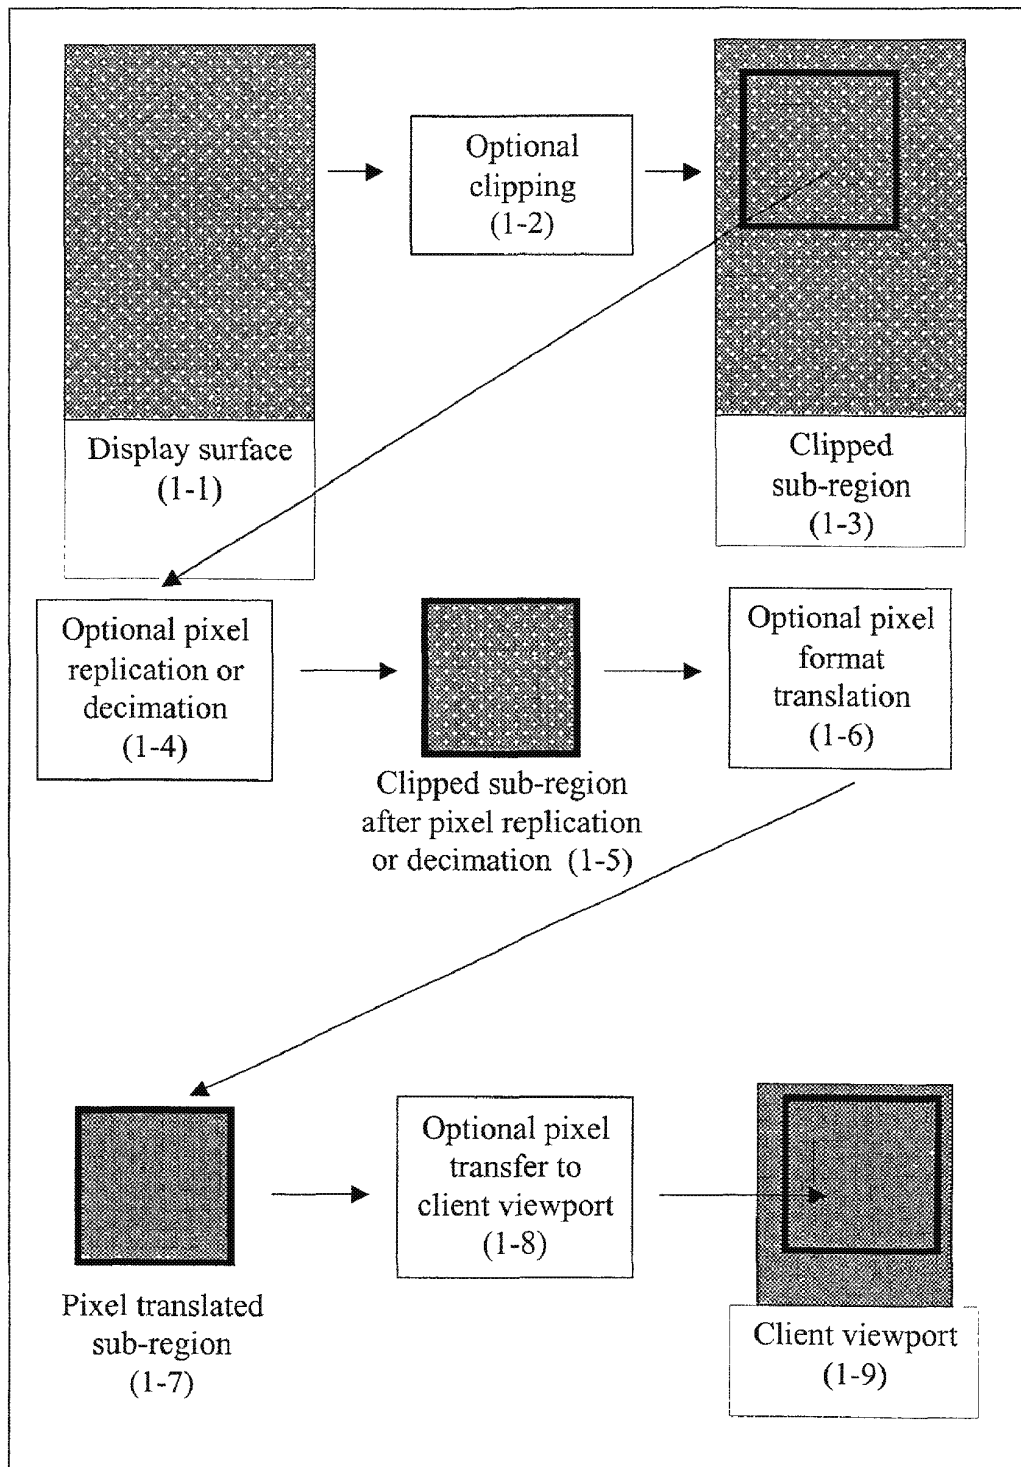 Optional
clipping
(1-2)
Display surface
(1-1)
Clipped
sub-region
(1-3)
Optional pixel
replication or
decimation
(1-4)
Clipped sub-region
after pixel replication
or decimation (1-5)
Optional pixel
format
translation
(1-6)
Pixel translated
sub-region
(1-7)
Optional pixel
transfer to
client viewport
(1-8)
Client viewport
(1-9)